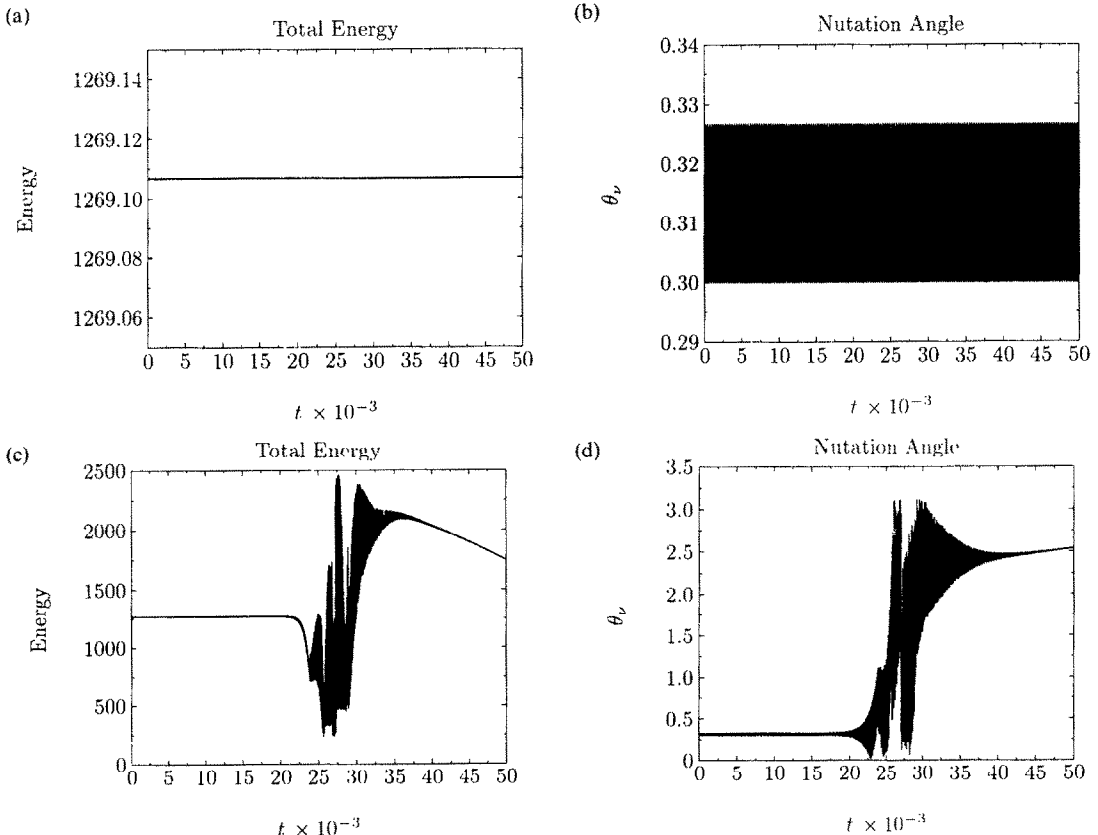 (a)
Total Energy
1269.14
1269.12
1269.10
1269.08
1269.06
Energy
0 5 10 15 20 25 30 35 40 45 50
t × 10⁻³
(b)
Nutation Angle
0.34
0.33
0.32
0.31
0.30
0.29
θν
0 5 10 15 20 25 30 35 40 45 50
t × 10⁻³
(c)
Total Energy
2500
2000
1500
1000
500
0
Energy
0 5 10 15 20 25 30 35 40 45 50
t × 10⁻³
(d)
Nutation Angle
3.5
3.0
2.5
2.0
1.5
1.0
0.5
0
θν
0 5 10 15 20 25 30 35 40 45 50
t × 10⁻³